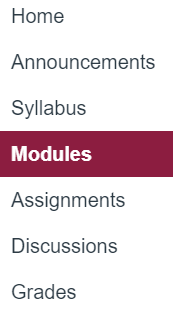 Home
Announcements
Syllabus
Modules
Assignments
Discussions
Grades